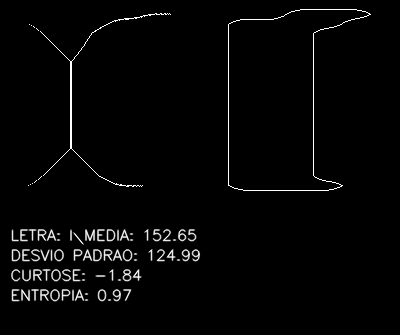 LETRA: I\MEDIA: 152.65
DESVIO PADRAO: 124.99
CURTOSE: -1.84
ENTROPIA: 0.97